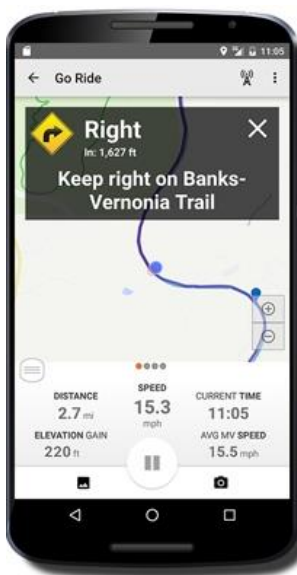 11:05
Go Ride
Right
In: 1,627 ft
Keep right on Banks-
Vernonia Trail
DISTANCE
2.7 mi
SPEED
15.3
mph
CURRENT TIME
11:05
ELEVATION GAIN
220 ft
AVG MV SPEED
15.5 mph